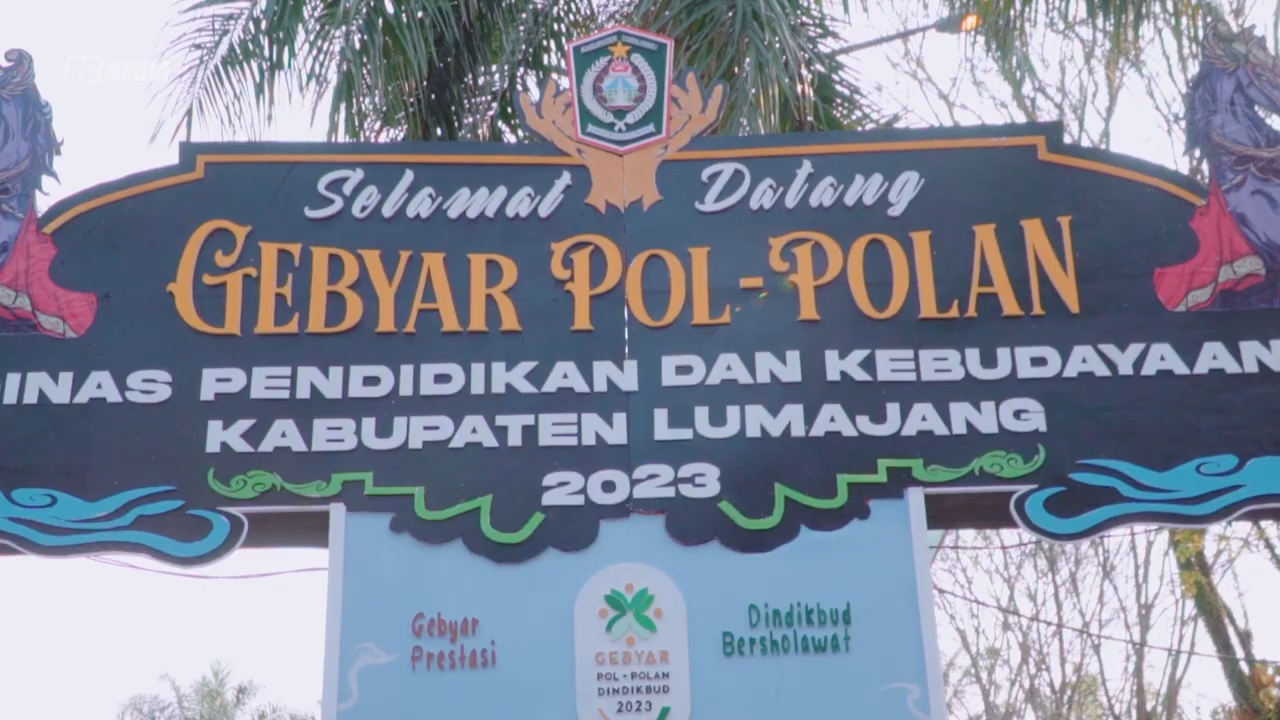 Selamat Datang
GEBYAR POL-POLAN
DINAS PENDIDIKAN DAN KEBUDAYAAN
KABUPATEN LUMAJANG
2023
Gebyar
Prestasi
GEBYAR
POL - POLAN
DINDIKBUD
2023
Dindikbud
Bersholawat